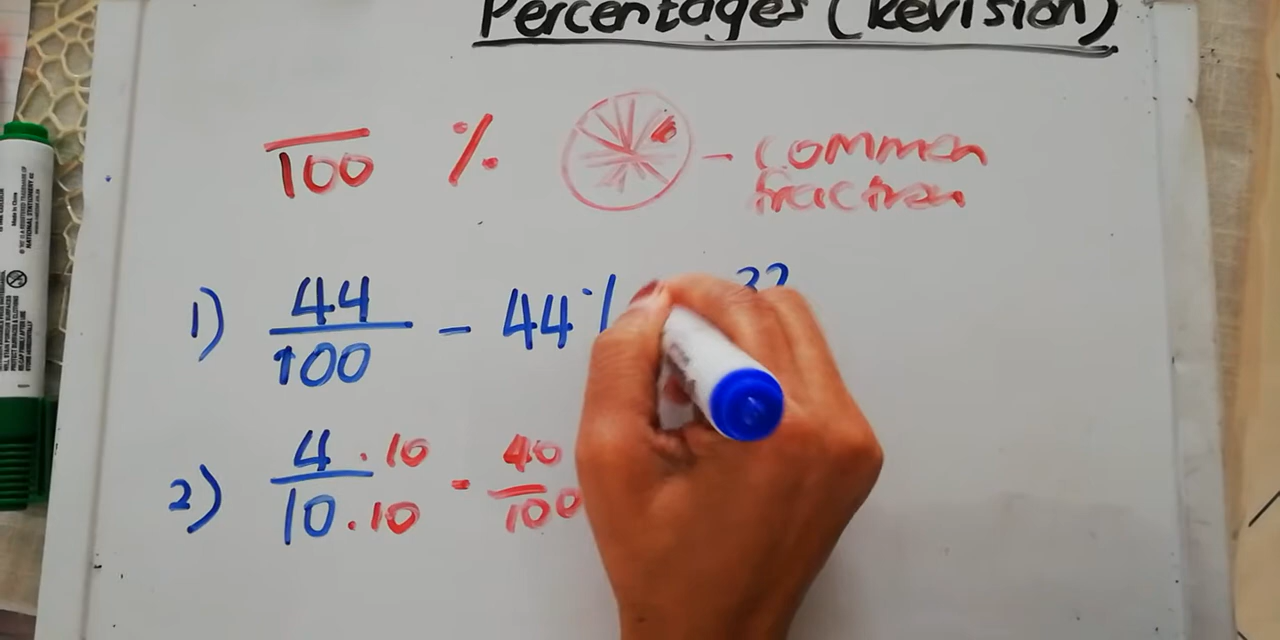 Percentages (Revision)
100 % - common
fraction
1) 44/100 - 44%
2) 4 . 10/10 . 10 - 40/100